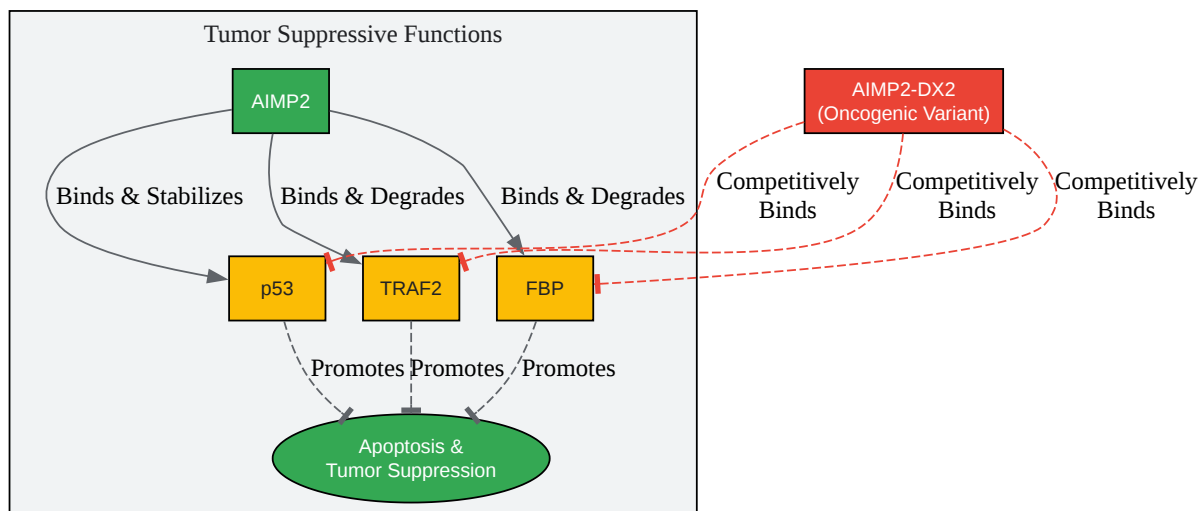 Tumor Suppressive Functions
AIMP2
AIMP2-DX2
(Oncogenic Variant)
Binds & Stabilizes
Binds & Degrades
Binds & Degrades
Competitively
Binds
Competitively
Binds
Competitively
Binds
p53
TRAF2
FBP
Promotes
Promotes
Promotes
Apoptosis &
Tumor Suppression